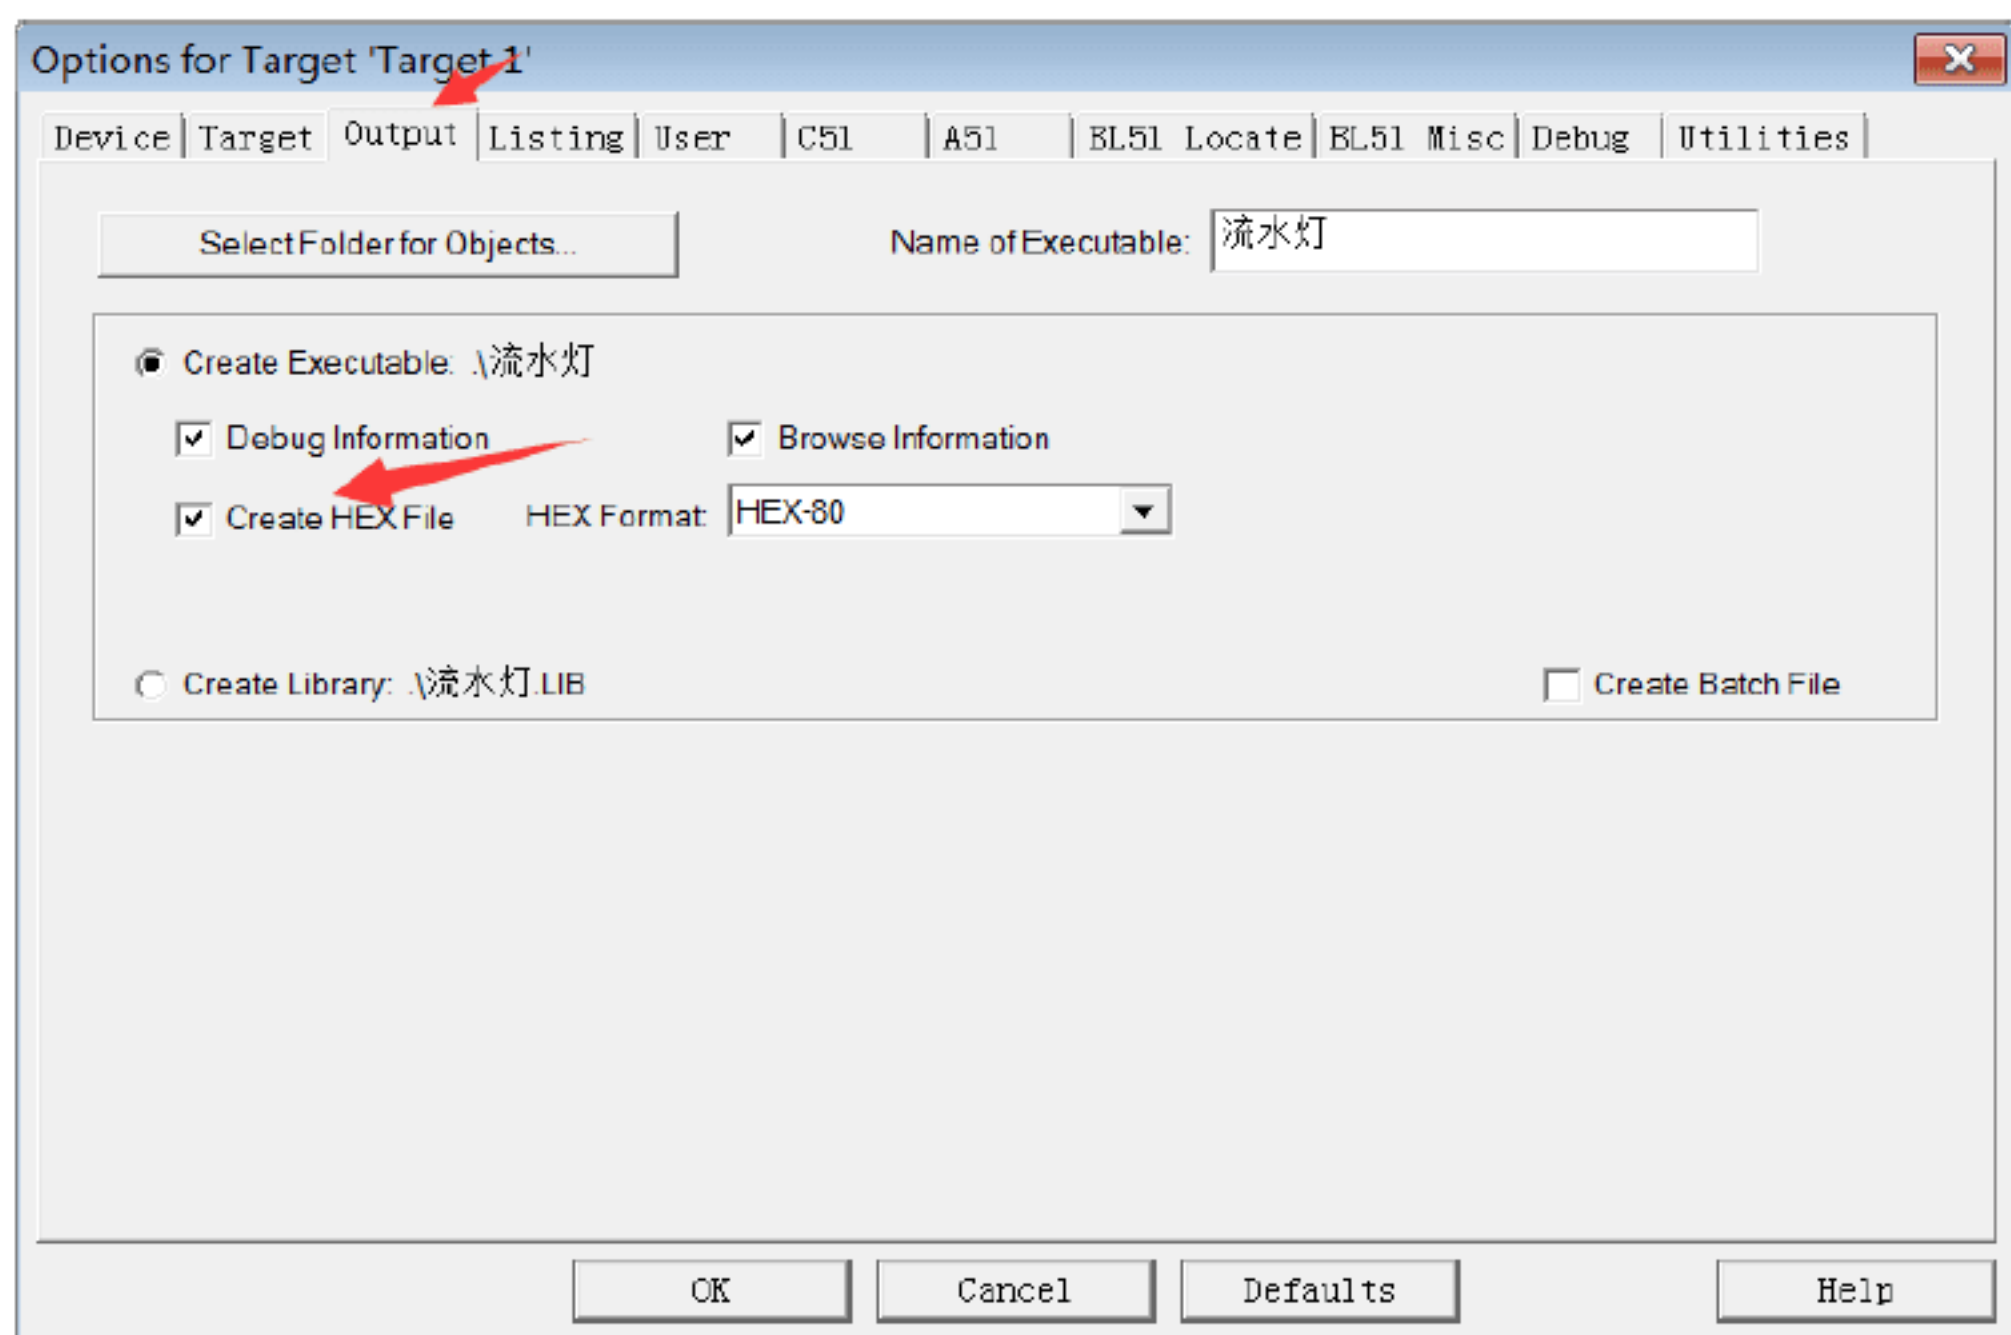 Options for Target 'Target 1'
Device Target Output Listing User C51 A51 BL51 Locate BL51 Misc Debug Utilities
Select Folder for Objects... Name of Executable: 流水灯
Create Executable: .\流水灯
Debug Information Browse Information
Create HEX File HEX Format: HEX-80
Create Library: .\流水灯.LIB Create Batch File
OK Cancel Defaults Help